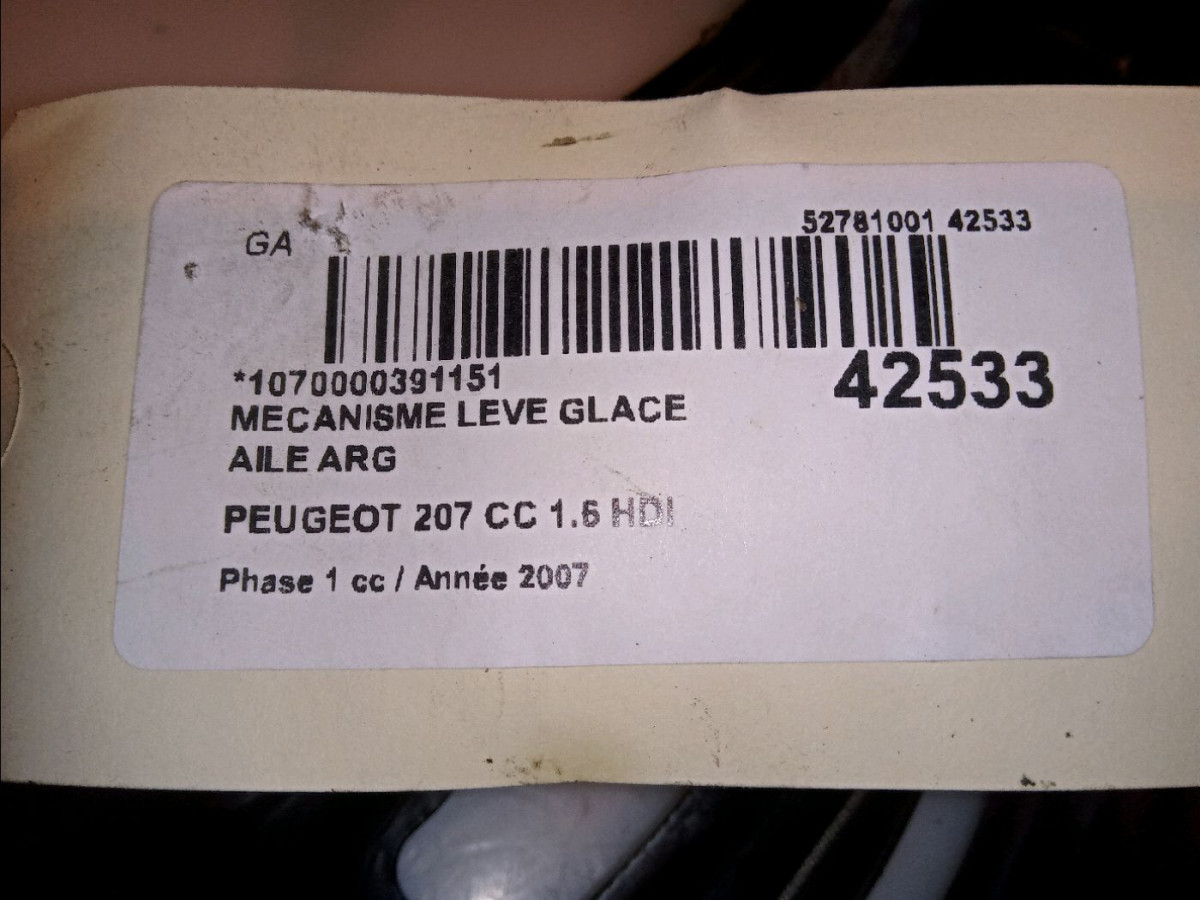 GA
52781001 42533
*1070000391151
42533
MECANISME LEVE GLACE
AILE ARG
PEUGEOT 207 CC 1.6 HDI
Phase 1 cc / Année 2007